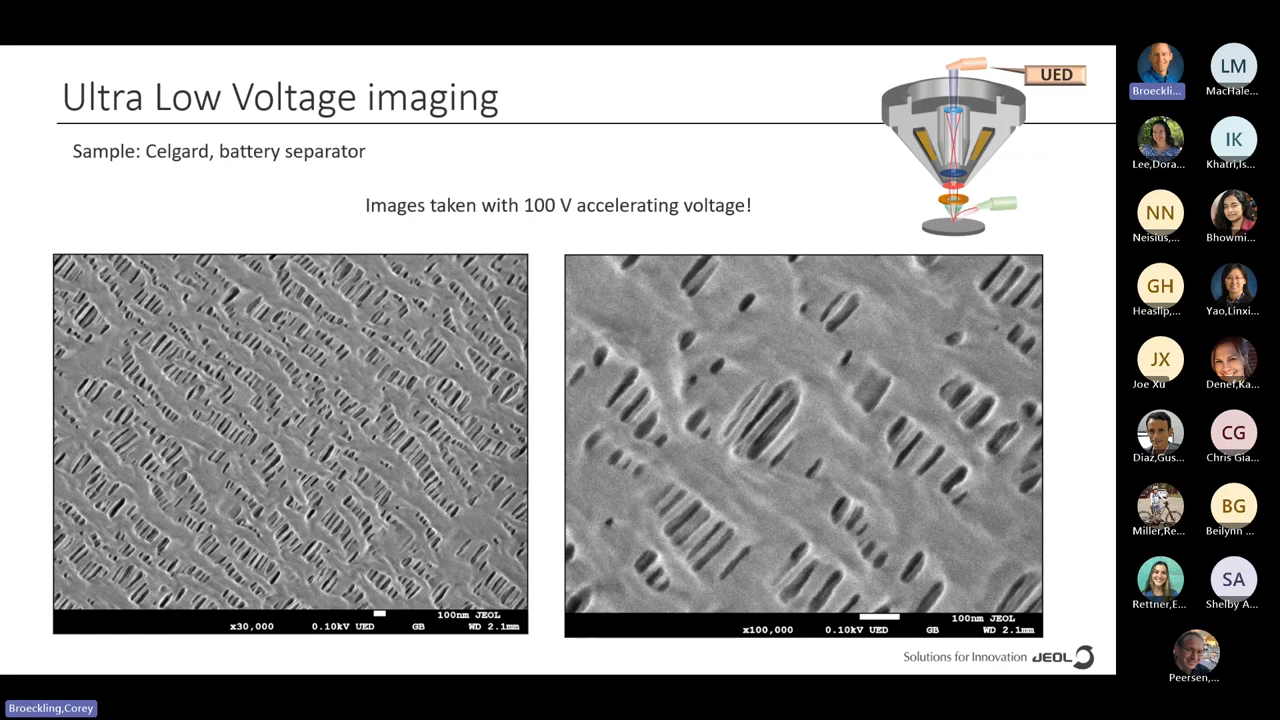 Ultra Low Voltage imaging
UED
Sample: Celgard, battery separator
Images taken with 100 V accelerating voltage!
100nm JEOL
x30,000 0.10kV UED GB WD 2.1mm
100nm JEOL
x100,000 0.10kV UED GB WD 2.1mm
Solutions for Innovation JEOL
Broeckli...
LM
MacHale...
Lee,Dora...
IK
Khatri,Is...
NN
Neisius,...
Bhowmi...
GH
Heaslip,...
Yao,Linxi...
JX
Joe Xu
Denef,Ka...
Diaz,Gus...
CG
Chris Gia...
Miller,Re...
BG
Beilynn ...
Rettner,E...
SA
Shelby A...
Peersen,...
Broeckling,Corey